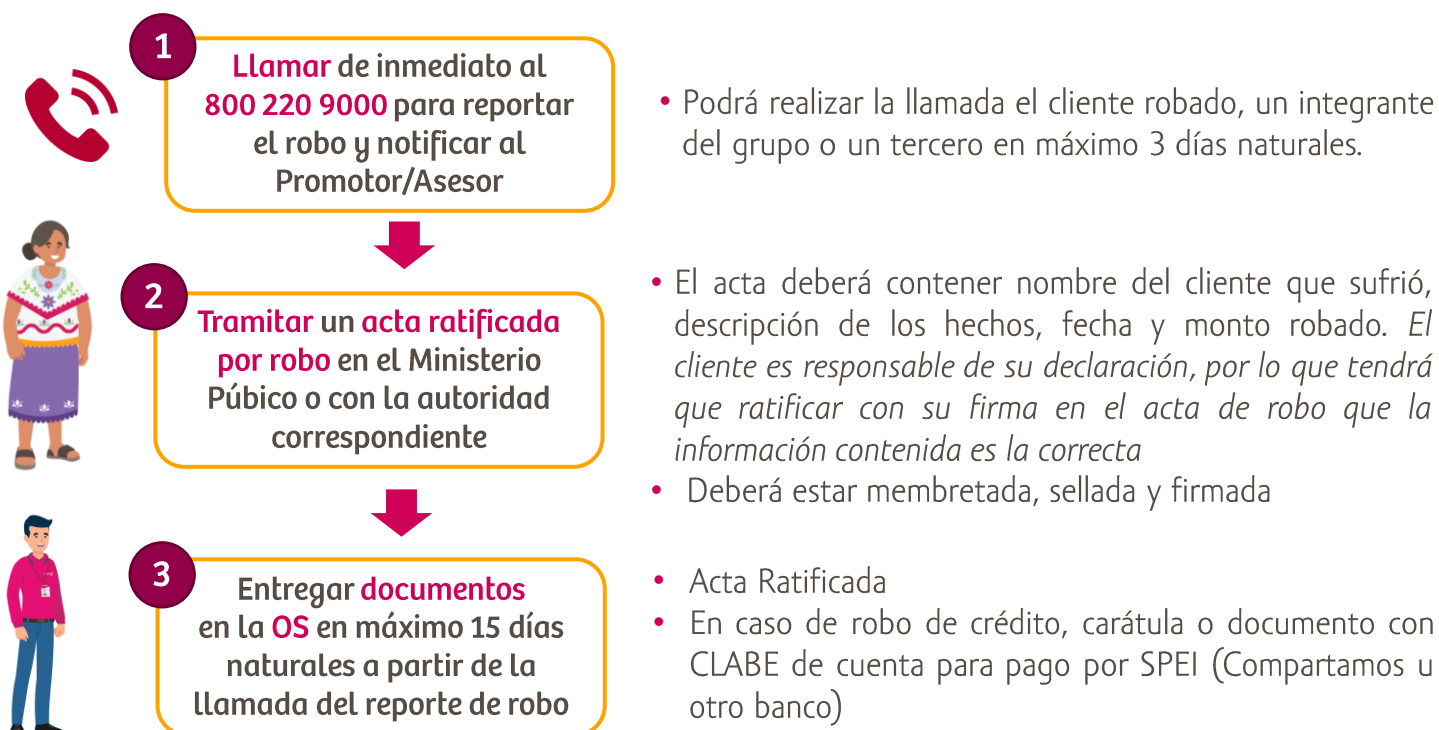 1
Llamar de inmediato al
800 220 9000 para reportar
el robo y notificar al
Promotor/Asesor
• Podrá realizar la llamada el cliente robado, un integrante
del grupo o un tercero en máximo 3 días naturales.
2
Tramitar un acta ratificada
por robo en el Ministerio
Púbico o con la autoridad
correspondiente
• El acta deberá contener nombre del cliente que sufrió,
descripción de los hechos, fecha y monto robado. El
cliente es responsable de su declaración, por lo que tendrá
que ratificar con su firma en el acta de robo que la
información contenida es la correcta
• Deberá estar membretada, sellada y firmada
3
Entregar documentos
en la OS en máximo 15 días
naturales a partir de la
llamada del reporte de robo
• Acta Ratificada
• En caso de robo de crédito, carátula o documento con
CLABE de cuenta para pago por SPEI (Compartamos u
otro banco)